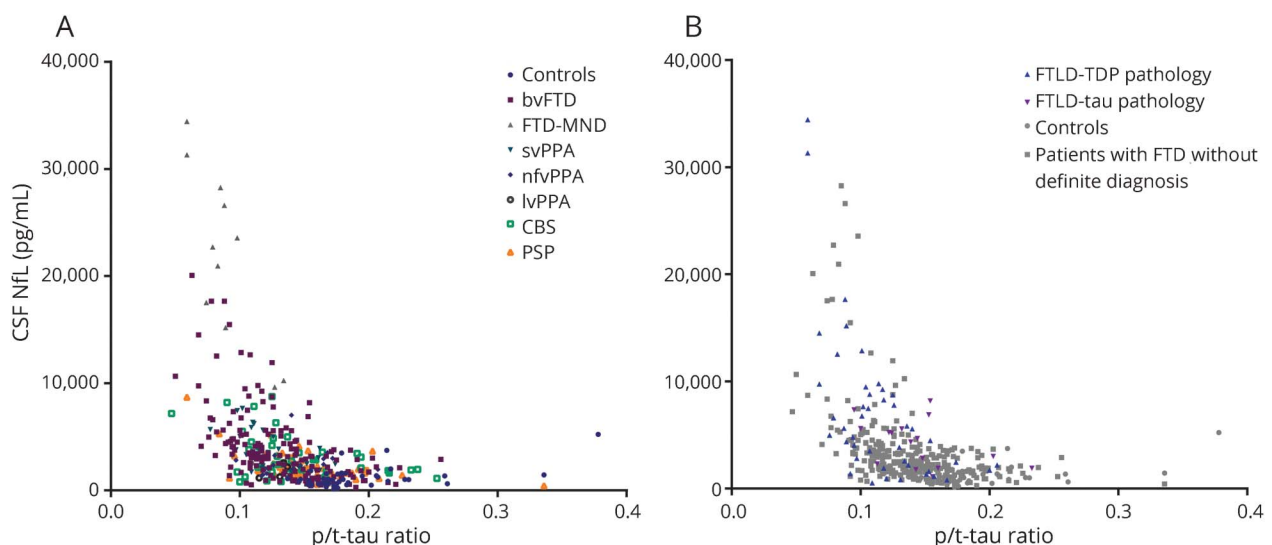 A
CSF NfL (pg/mL)
40,000
30,000
20,000
10,000
0
0.0 0.1 0.2 0.3 0.4
p/t-tau ratio
Controls
bvFTD
FTD-MND
svPPA
nfvPPA
lvPPA
CBS
PSP
B
40,000
30,000
20,000
10,000
0
0.0 0.1 0.2 0.3 0.4
p/t-tau ratio
FTLD-TDP pathology
FTLD-tau pathology
Controls
Patients with FTD without
definite diagnosis